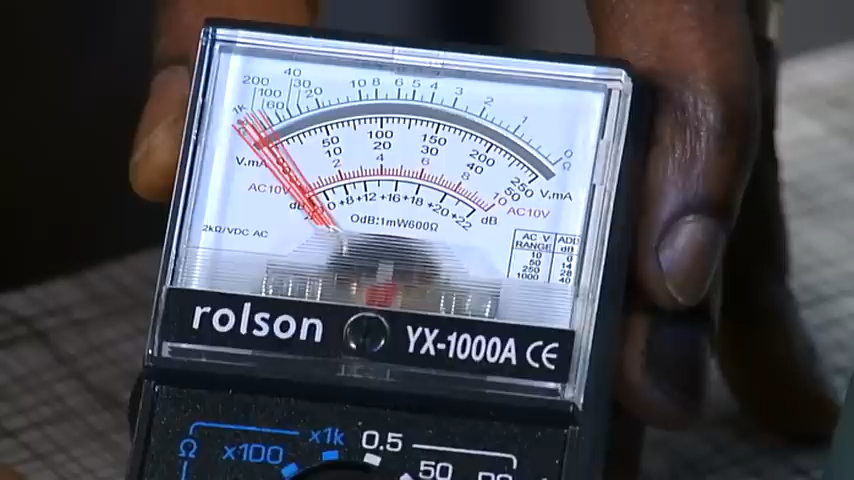 200 100 60 40 30 20 10 8 6 5 4 3 2 1 0
1k Ω
50 100 150 200 250
10 20 30 40 50
V.mA V.mA
2 4 6 8 10
AC10V AC10V
dB 0 +8 +12 +16 +18 +20 +22 dB
OdB:1mW600Ω
2kΩ/VDC AC
AC V RANGE ADD dB
10 0
50 14
250 28
1000 40
rolson YX-1000A CE
Ω x100 x1k 0.5 50